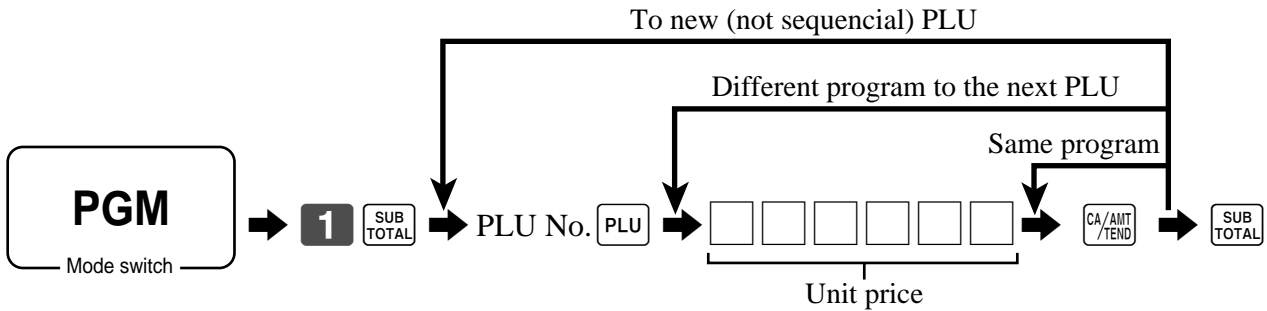 To new (not sequencial) PLU
Different program to the next PLU
Same program
PGM
Mode switch
1 SUB TOTAL PLU No. PLU CA/AMT/TEND SUB TOTAL
Unit price